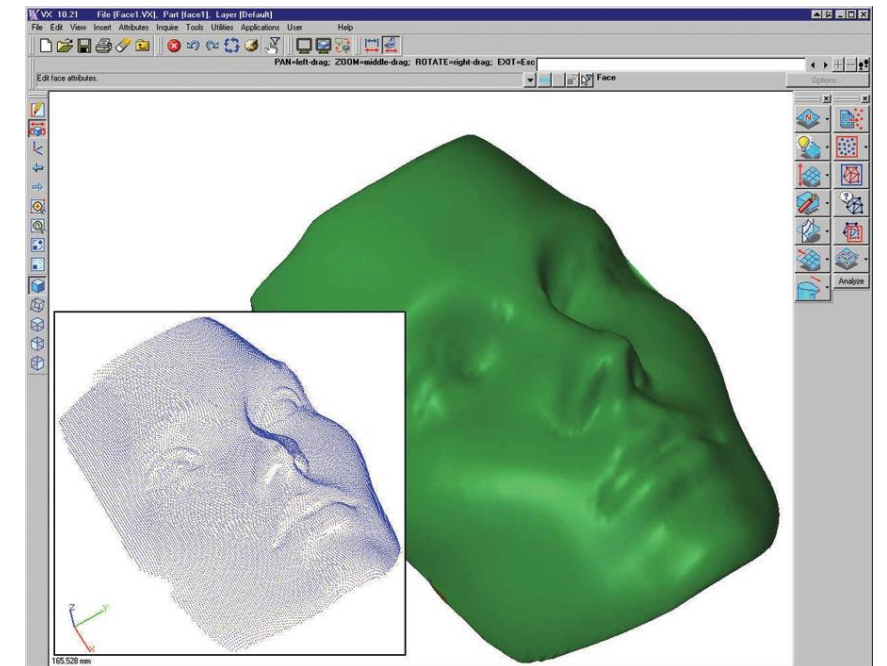 VX 10.21 File [Face1.VX], Part [face1], Layer [Default]
File Edit View Insert Attributes Inquire Tools Utilities Applications User Help
PAN=left-drag; ZOOM=middle-drag; ROTATE=right-drag; EXIT=Esc
Edit face attributes.
Face
Options...
N
?
Analyze
Z
Y
X
165.528 mm